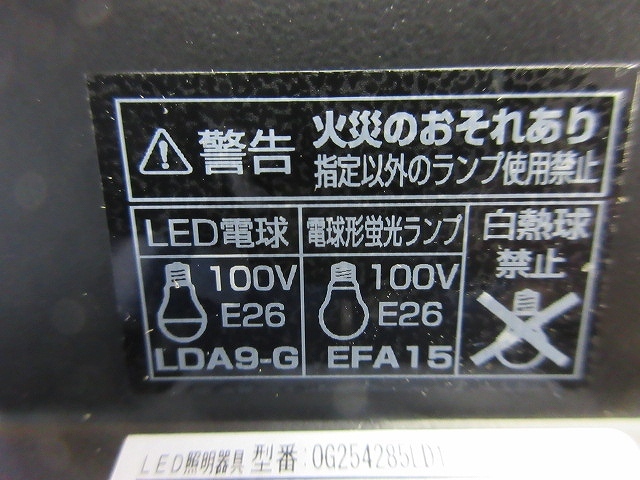 警告
火災のおそれあり
指定以外のランプ使用禁止
LED電球
100V
E26
LDA9-G
電球形蛍光ランプ
100V
E26
EFA15
白熱球
禁止
LED照明器具 型番:OG254285LD1